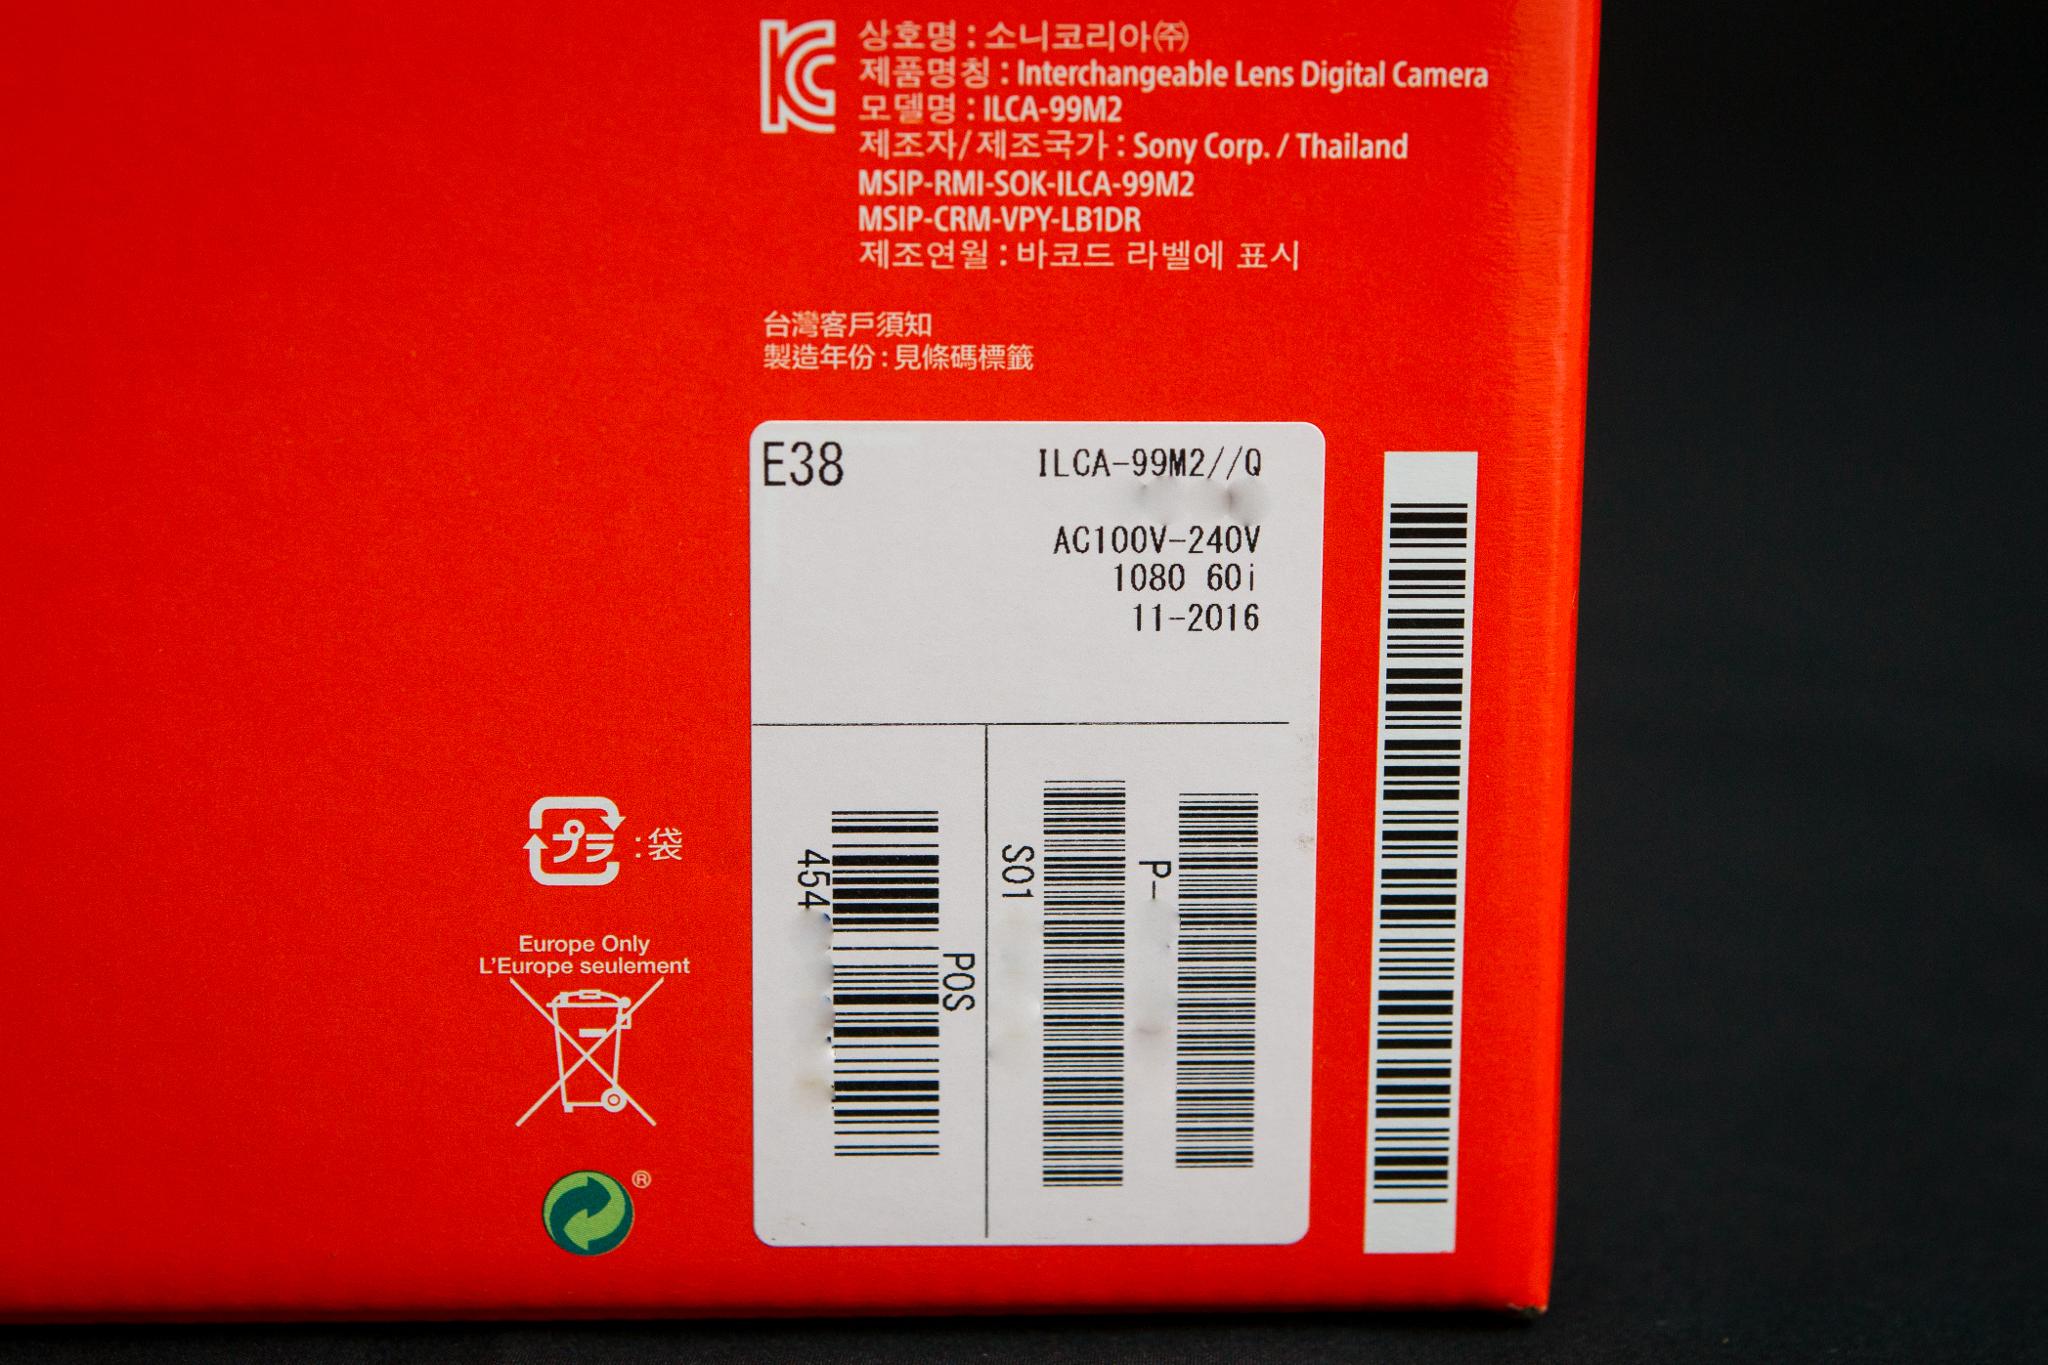 상호명 : 소니코리아㈜
제품명칭 : Interchangeable Lens Digital Camera
모델명 : ILCA-99M2
제조자/제조국가 : Sony Corp. / Thailand
MSIP-RMI-SOK-ILCA-99M2
MSIP-CRM-VPY-LB1DR
제조연월 : 바코드 라벨에 표시
台灣客戶須知
製造年份 : 見條碼標籤
E38
ILCA-99M2//Q
AC100V-240V
1080 60i
11-2016
プラ :袋
Europe Only
L'Europe seulement
®
454
POS
S01
P-